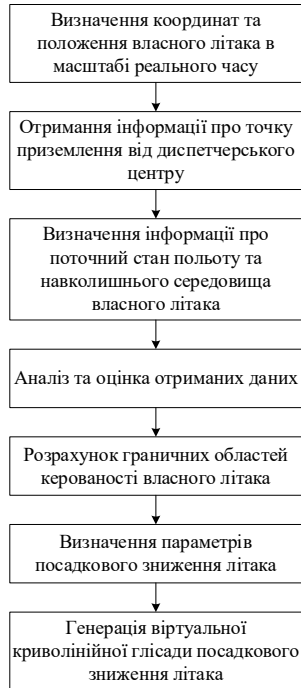 Визначення координат та
положення власного літака в
масштабі реального часу
Отримання інформації про точку
приземлення від диспетчерського
центру
Визначення інформації про
поточний стан польоту та
навколишнього середовища
власного літака
Аналіз та оцінка отриманих даних
Розрахунок граничних областей
керованості власного літака
Визначення параметрів
посадкового зниження літака
Генерація віртуальної
криволінійної глісади посадкового
зниження літака